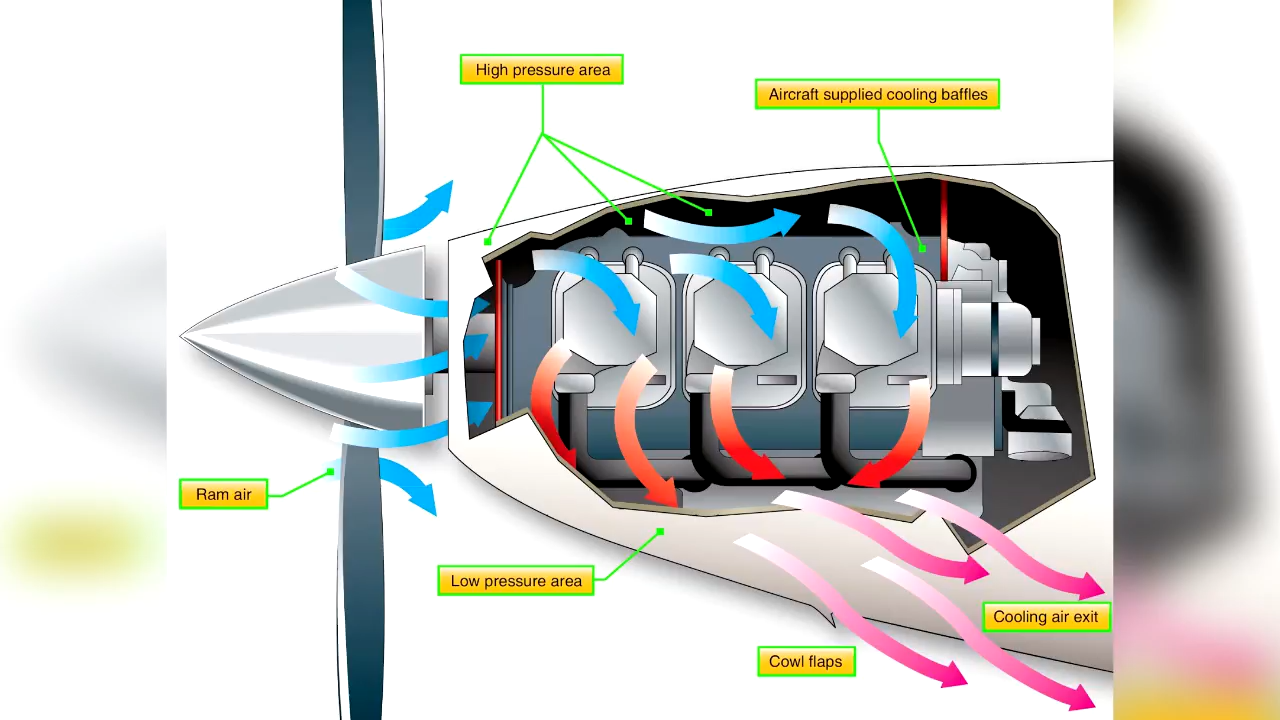 High pressure area
Aircraft supplied cooling baffles
Ram air
Low pressure area
Cooling air exit
Cowl flaps